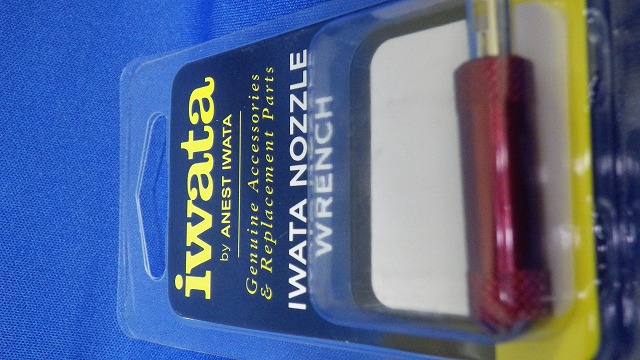 iwata
by ANEST IWATA
Genuine Accessories
& Replacement Parts
IWATA NOZZLE
WRENCH